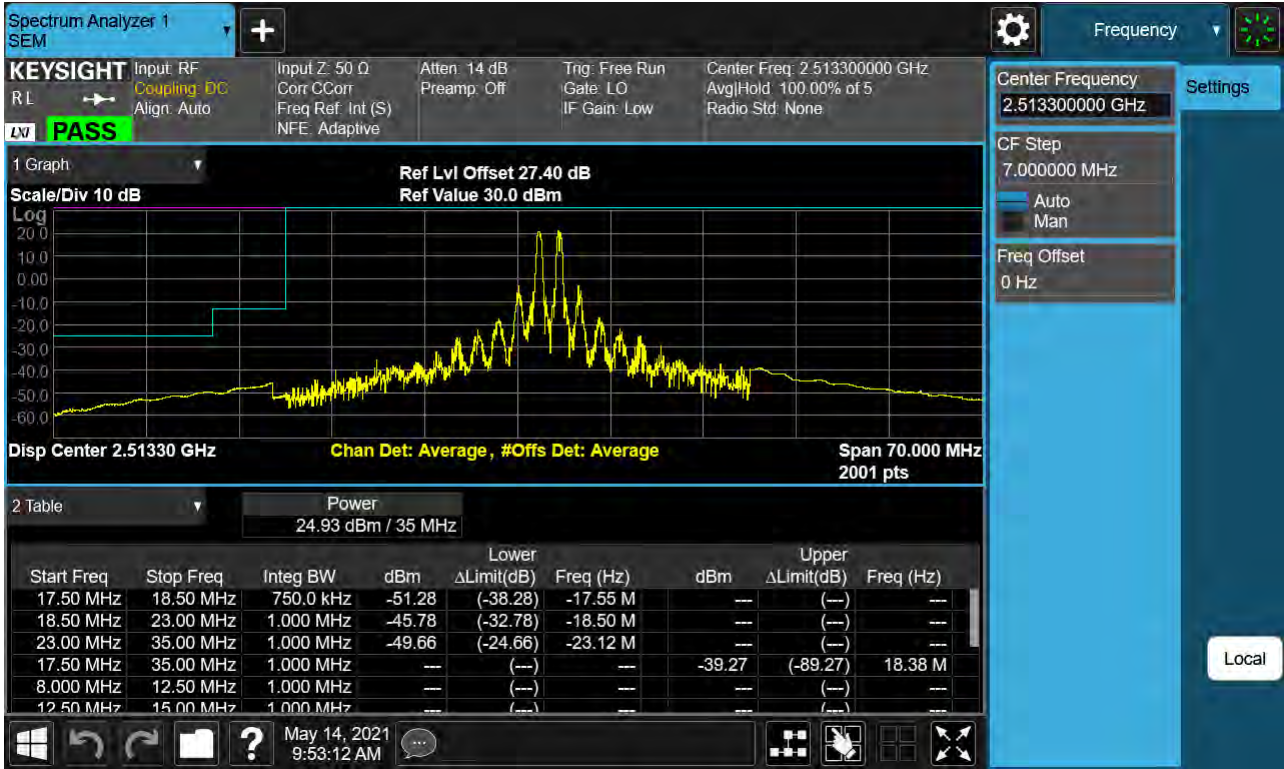 Spectrum Analyzer 1
SEM
Frequency
KEYSIGHT
RL
LXI
PASS
Input: RF
Coupling: DC
Align: Auto
Input Z: 50 Ω
Corr CCorr
Freq Ref: Int (S)
NFE: Adaptive
Atten: 14 dB
Preamp: Off
Trig: Free Run
Gate: LO
IF Gain: Low
Center Freq: 2.513300000 GHz
Avg|Hold: 100.00% of 5
Radio Std: None
Center Frequency
2.513300000 GHz
Settings
CF Step
7.000000 MHz
Auto
Man
Freq Offset
0 Hz
Local
1 Graph
Scale/Div 10 dB
Ref Lvl Offset 27.40 dB
Ref Value 30.0 dBm
Log
20.0
10.0
0.00
-10.0
-20.0
-30.0
-40.0
-50.0
-60.0
Disp Center 2.51330 GHz
Chan Det: Average, #Offs Det: Average
Span 70.000 MHz
2001 pts
2 Table
Power
24.93 dBm / 35 MHz
Lower Upper
Start Freq Stop Freq Integ BW dBm ΔLimit(dB) Freq (Hz) dBm ΔLimit(dB) Freq (Hz)
17.50 MHz 18.50 MHz 750.0 kHz -51.28 (-38.28) -17.55 M --- (---) ---
18.50 MHz 23.00 MHz 1.000 MHz -45.78 (-32.78) -18.50 M --- (---) ---
23.00 MHz 35.00 MHz 1.000 MHz -49.66 (-24.66) -23.12 M --- (---) ---
17.50 MHz 35.00 MHz 1.000 MHz --- (---) --- -39.27 (-89.27) 18.38 M
8.000 MHz 12.50 MHz 1.000 MHz --- (---) --- --- (---) ---
12.50 MHz 15.00 MHz 1.000 MHz --- (---) --- --- (---) ---
?
May 14, 2021
9:53:12 AM